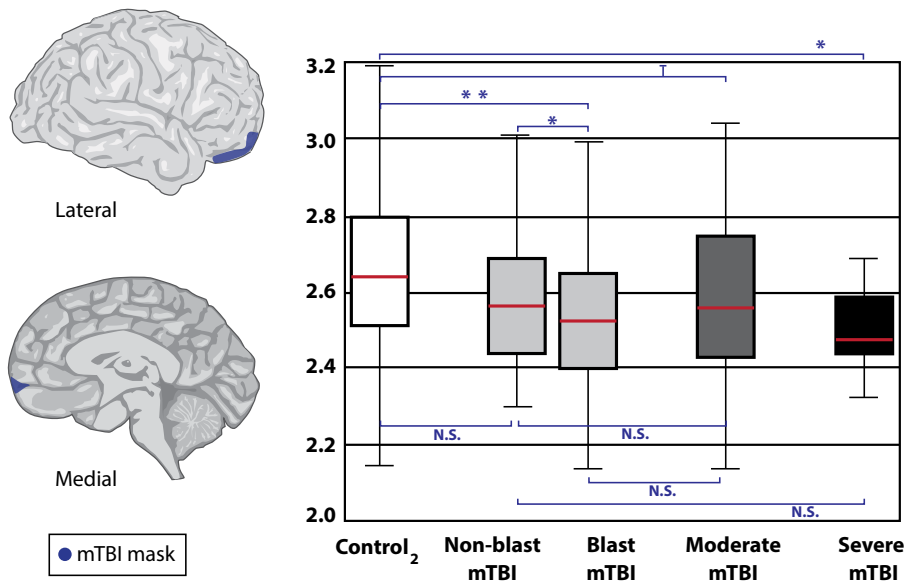 Lateral
Medial
mTBI mask
3.2
3.0
2.8
2.6
2.4
2.2
2.0
*
T
* *
*
N.S.
N.S.
N.S.
N.S.
Control2
Non-blast
mTBI
Blast
mTBI
Moderate
mTBI
Severe
mTBI